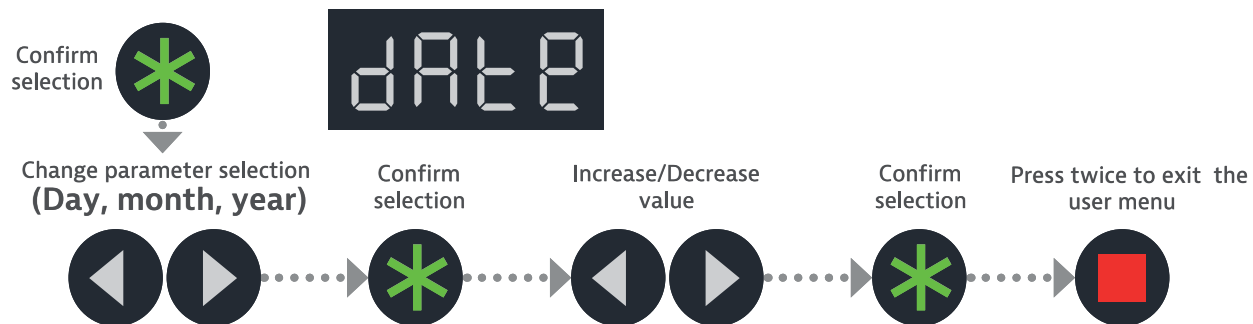 Confirm
selection
dAtE
Change parameter selection
(Day, month, year)
Confirm
selection
Increase/Decrease
value
Confirm
selection
Press twice to exit the
user menu